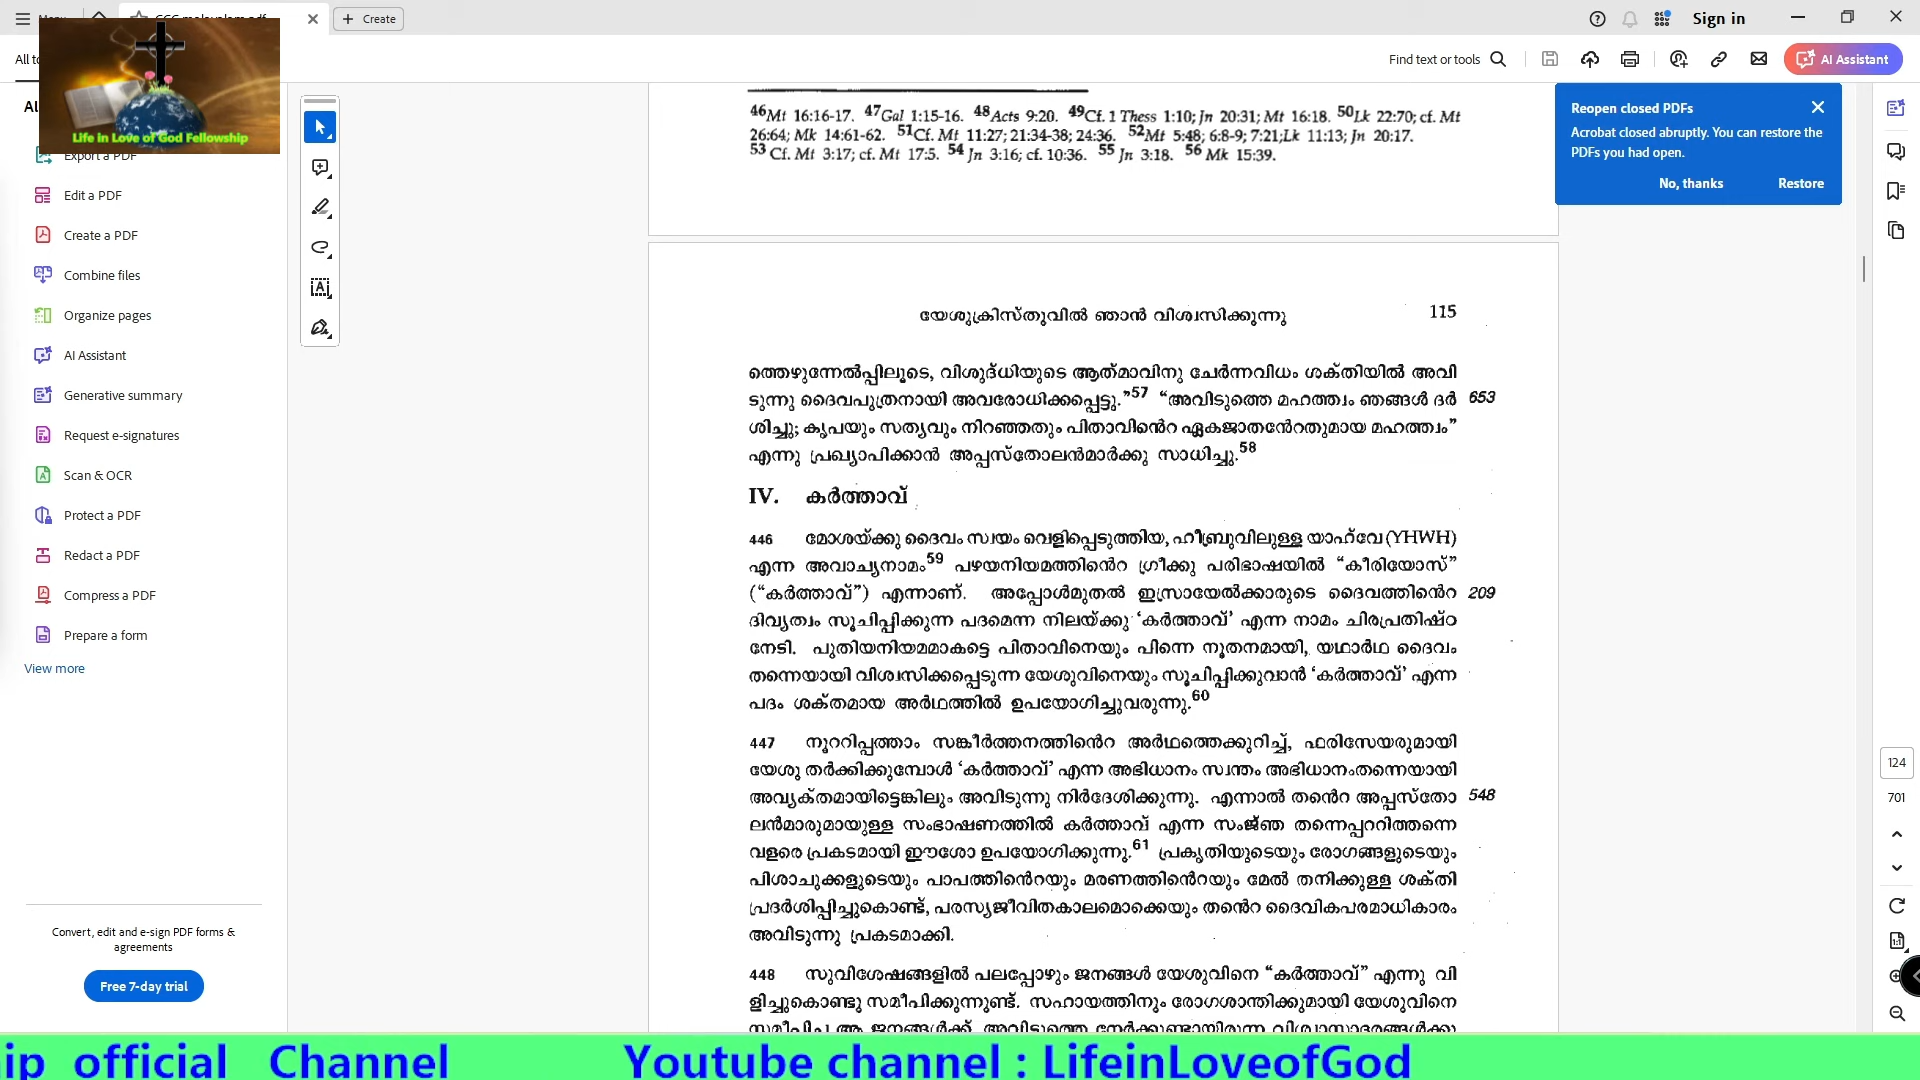 Create
Sign in
Find text or tools
AI Assistant
Life in Love of God Fellowship
Export a PDF
Edit a PDF
Create a PDF
Combine files
Organize pages
AI Assistant
Generative summary
Request e-signatures
Scan & OCR
Protect a PDF
Redact a PDF
Compress a PDF
Prepare a form
View more
Convert, edit and e-sign PDF forms &
agreements
Free 7-day trial
Reopen closed PDFs
Acrobat closed abruptly. You can restore the
PDFs you had open.
No, thanks Restore
46Mt 16:16-17. 47Gal 1:15-16. 48Acts 9:20. 49Cf. 1 Thess 1:10; Jn 20:31; Mt 16:18. 50Lk 22:70; cf. Mt
26:64; Mk 14:61-62. 51Cf. Mt 11:27; 21:34-38; 24:36. 52Mt 5:48; 6:8-9; 7:21;Lk 11:13; Jn 20:17.
53 Cf. Mt 3:17; cf. Mt 17:5. 54 Jn 3:16; cf. 10:36. 55 Jn 3:18. 56 Mk 15:39.
യേശുക്രിസ്തുവിൽ ഞാൻ വിശ്വസിക്കുന്നു 115
ത്തെഴുന്നേൽപ്പിലൂടെ, വിശുദ്ധിയുടെ ആത്മാവിനു ചേർന്നവിധം ശക്തിയിൽ അവി
ടുന്നു ദൈവപുത്രനായി അവരോധിക്കപ്പെട്ടു.”57 “അവിടുത്തെ മഹത്ത്വം ഞങ്ങൾ ദർ 653
ശിച്ചു; കൃപയും സത്യവും നിറഞ്ഞതും പിതാവിൻെറ ഏകജാതൻേറതുമായ മഹത്ത്വം”
എന്നു പ്രഖ്യാപിക്കാൻ അപ്പസ്തോലൻമാർക്കു സാധിച്ചു.58
IV. കർത്താവ്
446 മോശയ്ക്കു ദൈവം സ്വയം വെളിപ്പെടുത്തിയ, ഹീബ്രുവിലുള്ള യാഹ്വേ (YHWH)
എന്ന അവാച്യനാമം59 പഴയനിയമത്തിൻെറ ഗ്രീക്കു പരിഭാഷയിൽ “കീരിയോസ്”
(“കർത്താവ്”) എന്നാണ്. അപ്പോൾമുതൽ ഇസ്രായേൽക്കാരുടെ ദൈവത്തിൻെറ 209
ദിവ്യത്വം സൂചിപ്പിക്കുന്ന പദമെന്ന നിലയ്ക്കു ‘കർത്താവ്’ എന്ന നാമം ചിരപ്രതിഷ്ഠ
നേടി. പുതിയനിയമമാകട്ടെ പിതാവിനെയും പിന്നെ നൂതനമായി, യഥാർഥ ദൈവം
തന്നെയായി വിശ്വസിക്കപ്പെടുന്ന യേശുവിനെയും സൂചിപ്പിക്കുവാൻ ‘കർത്താവ്’ എന്ന
പദം ശക്തമായ അർഥത്തിൽ ഉപയോഗിച്ചുവരുന്നു.60
447 നൂററിപ്പത്താം സങ്കീർത്തനത്തിൻെറ അർഥത്തെക്കുറിച്ച്, ഫരിസേയരുമായി
യേശു തർക്കിക്കുമ്പോൾ ‘കർത്താവ്’ എന്ന അഭിധാനം സ്വന്തം അഭിധാനംതന്നെയായി
അവ്യക്തമായിട്ടെങ്കിലും അവിടുന്നു നിർദേശിക്കുന്നു. എന്നാൽ തൻെറ അപ്പസ്തോ 548
ലൻമാരുമായുള്ള സംഭാഷണത്തിൽ കർത്താവ് എന്ന സംജ്ഞ തന്നെപ്പററിത്തന്നെ
വളരെ പ്രകടമായി ഈശോ ഉപയോഗിക്കുന്നു.61 പ്രകൃതിയുടെയും രോഗങ്ങളുടെയും
പിശാചുക്കളുടെയും പാപത്തിൻെറയും മരണത്തിൻെറയും മേൽ തനിക്കുള്ള ശക്തി
പ്രദർശിപ്പിച്ചുകൊണ്ട്, പരസ്യജീവിതകാലമൊക്കെയും തൻെറ ദൈവികപരമാധികാരം
അവിടുന്നു പ്രകടമാക്കി.
448 സുവിശേഷങ്ങളിൽ പലപ്പോഴും ജനങ്ങൾ യേശുവിനെ “കർത്താവ്” എന്നു വി
ളിച്ചുകൊണ്ടു സമീപിക്കുന്നുണ്ട്. സഹായത്തിനും രോഗശാന്തിക്കുമായി യേശുവിനെ
124
701
official Channel Youtube channel : LifeinLoveofGod